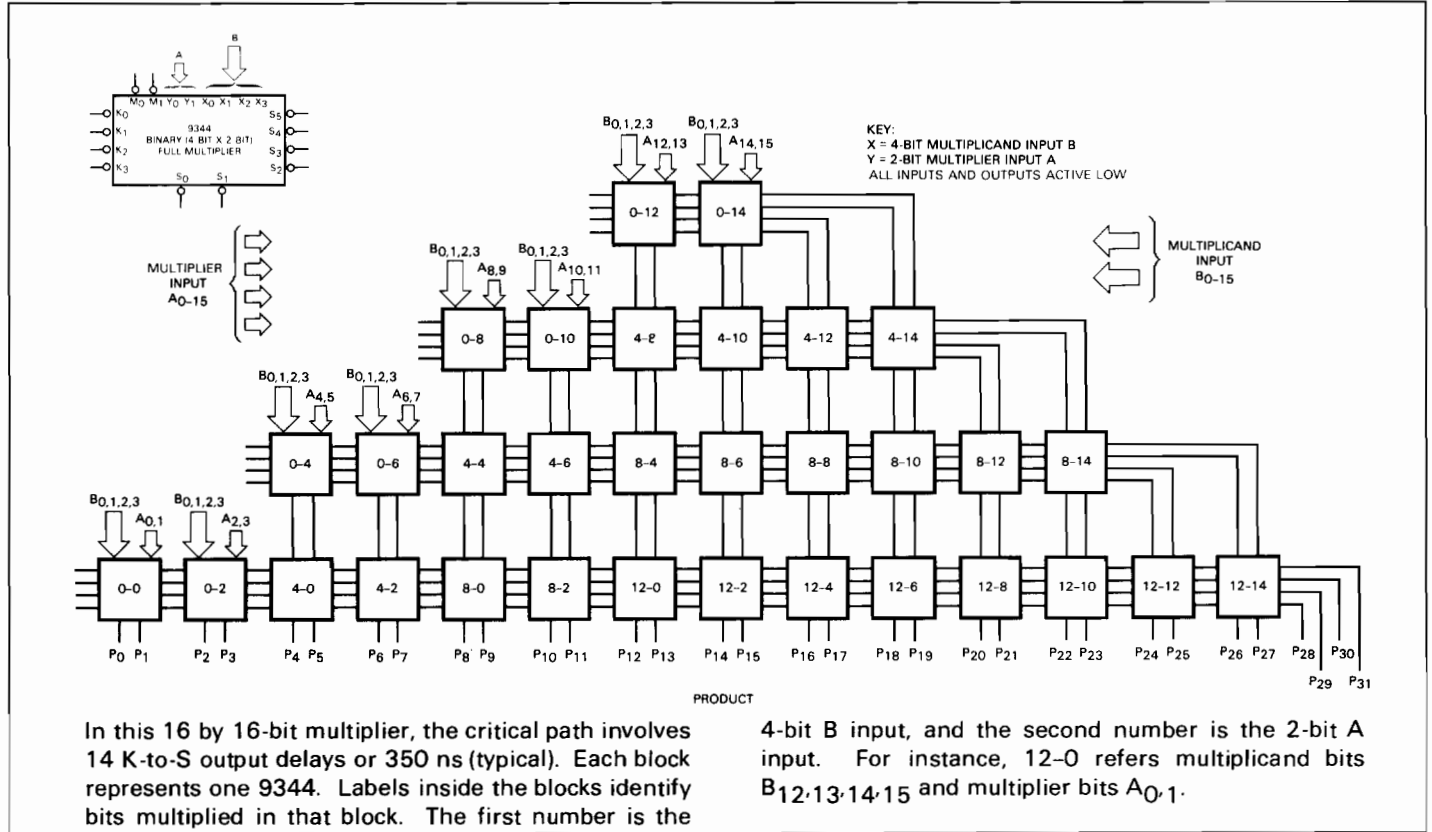 A
B
M0 M1 Y0 Y1 X0 X1 X2 X3
K0
K1
K2
K3
9344
BINARY (4 BIT X 2 BIT)
FULL MULTIPLIER
S5
S4
S3
S2
S0 S1
KEY:
X = 4-BIT MULTIPLICAND INPUT B
Y = 2-BIT MULTIPLIER INPUT A
ALL INPUTS AND OUTPUTS ACTIVE LOW
MULTIPLIER
INPUT
A0–15
MULTIPLICAND
INPUT
B0–15
B0,1,2,3 A12,13 B0,1,2,3 A14,15
0–12 0–14
B0,1,2,3 A8,9 B0,1,2,3 A10,11
0–8 0–10 4–8 4–10 4–12 4–14
B0,1,2,3 A4,5 B0,1,2,3 A6,7
0–4 0–6 4–4 4–6 8–4 8–6 8–8 8–10 8–12 8–14
B0,1,2,3 A0,1 B0,1,2,3 A2,3
0–0 0–2 4–0 4–2 8–0 8–2 12–0 12–2 12–4 12–6 12–8 12–10 12–12 12–14
P0 P1 P2 P3 P4 P5 P6 P7 P8 P9 P10 P11 P12 P13 P14 P15 P16 P17 P18 P19 P20 P21 P22 P23 P24 P25 P26 P27 P28 P30
P29 P31
PRODUCT
In this 16 by 16-bit multiplier, the critical path involves
14 K-to-S output delays or 350 ns (typical). Each block
represents one 9344. Labels inside the blocks identify
bits multiplied in that block. The first number is the
4-bit B input, and the second number is the 2-bit A
input. For instance, 12–0 refers multiplicand bits
B12,13,14,15 and multiplier bits A0,1.